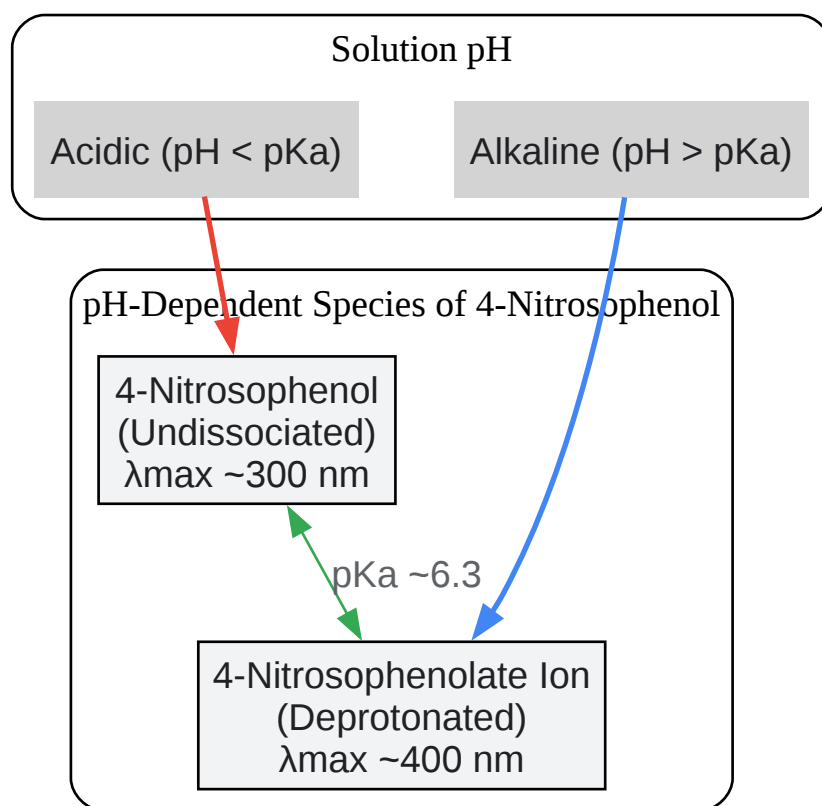 Solution pH
Acidic (pH < pKa)
Alkaline (pH > pKa)
pH-Dependent Species of 4-Nitrosophenol
4-Nitrosophenol
(Undissociated)
λmax ~300 nm
pKa ~6.3
4-Nitrosophenolate Ion
(Deprotonated)
λmax ~400 nm